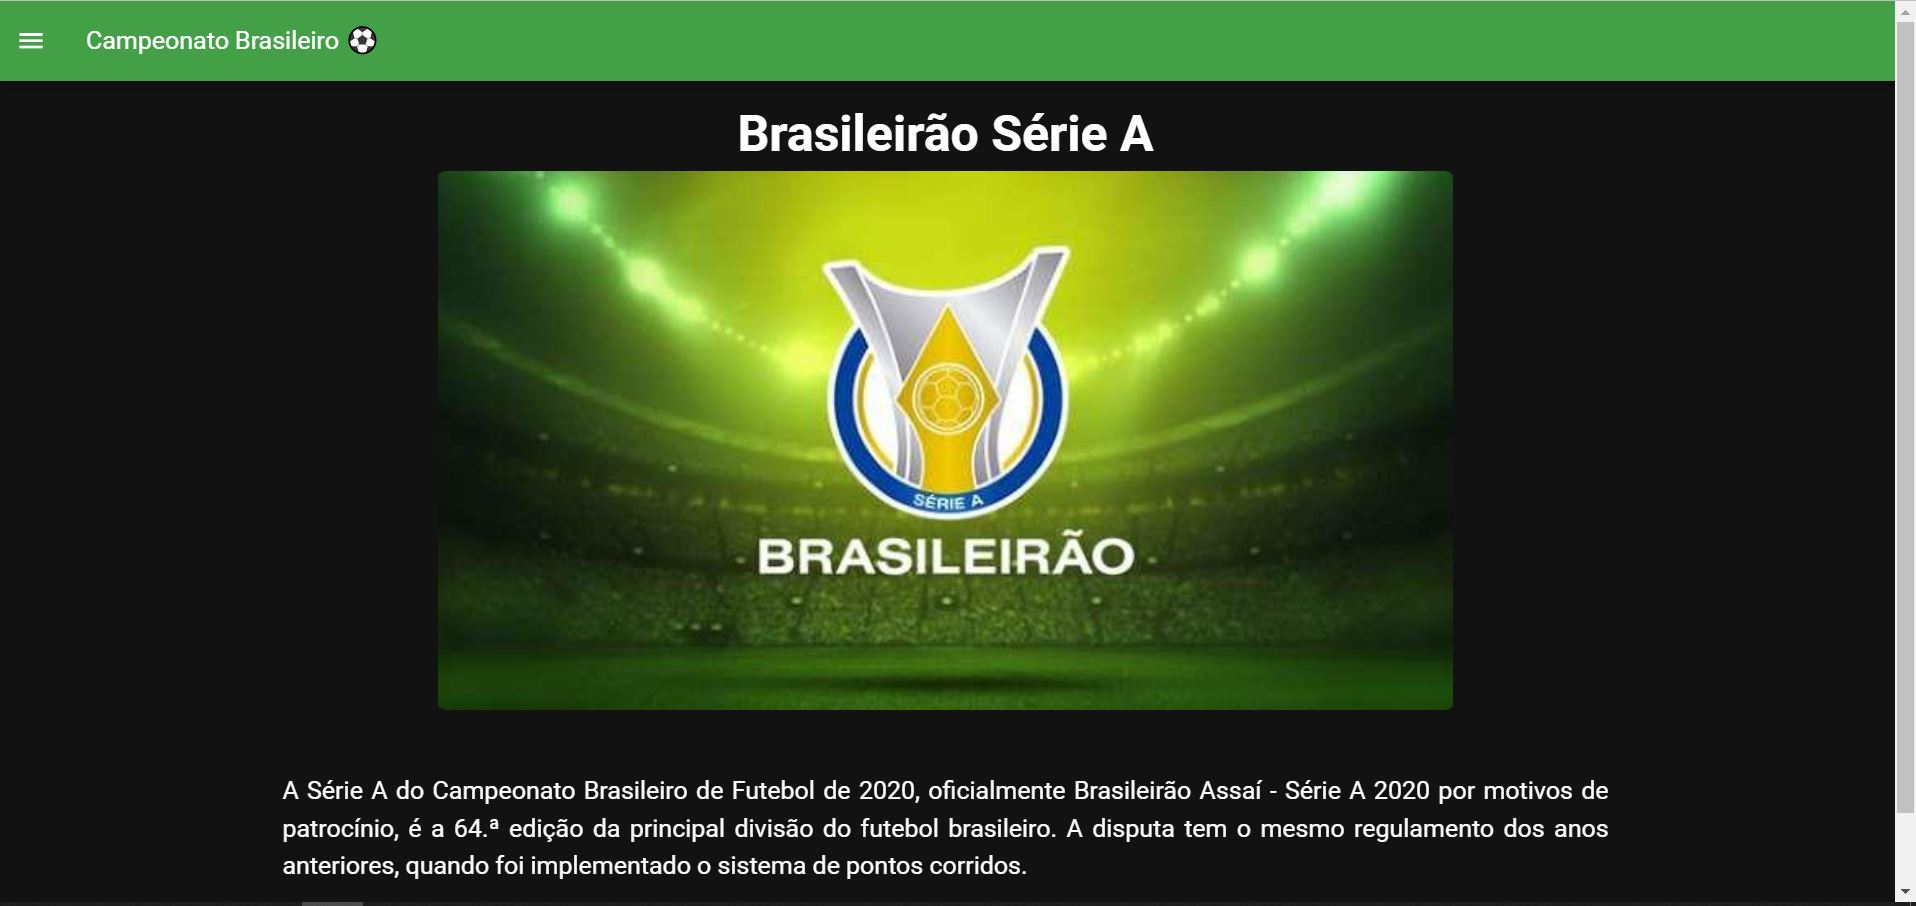 Campeonato Brasileiro ⚽
Brasileirão Série A
SÉRIE A
BRASILEIRÃO
A Série A do Campeonato Brasileiro de Futebol de 2020, oficialmente Brasileirão Assaí - Série A 2020 por motivos de
patrocínio, é a 64.ª edição da principal divisão do futebol brasileiro. A disputa tem o mesmo regulamento dos anos
anteriores, quando foi implementado o sistema de pontos corridos.